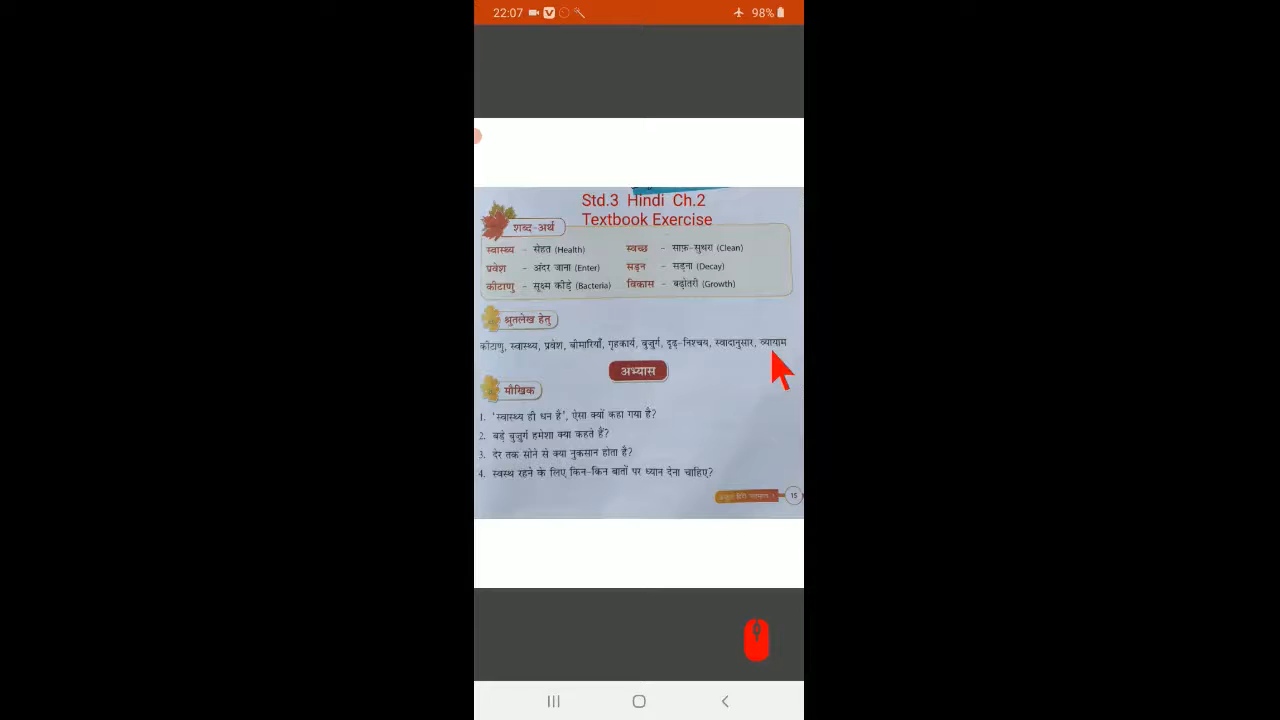 22:07
98%
Std.3 Hindi Ch.2
Textbook Exercise
शब्द-अर्थ
स्वास्थ्य - सेहत (Health) स्वच्छ - साफ़-सुथरा (Clean)
प्रवेश - अंदर जाना (Enter) सड़न - सड़ना (Decay)
कीटाणु - सूक्ष्म कीड़े (Bacteria) विकास - बढ़ोतरी (Growth)
श्रुतलेख हेतु
कीटाणु, स्वास्थ्य, प्रवेश, बीमारियाँ, गृहकार्य, बुज़ुर्ग, दृढ़-निश्चय, स्वादानुसार, व्यायाम
अभ्यास
मौखिक
1. 'स्वास्थ्य ही धन है', ऐसा क्यों कहा गया है?
2. बड़े बुज़ुर्ग हमेशा क्या कहते हैं?
3. देर तक सोने से क्या नुकसान होता है?
4. स्वस्थ रहने के लिए किन-किन बातों पर ध्यान देना चाहिए?
15